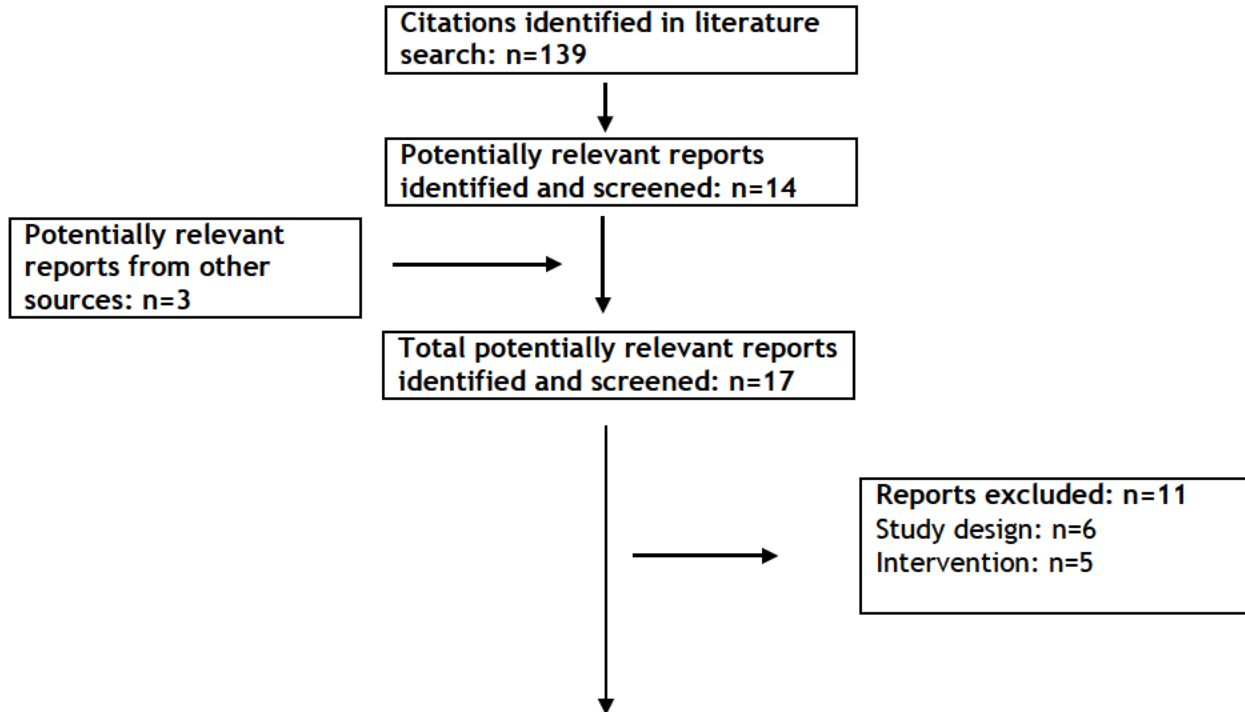 Citations identified in literature
search: n=139
Potentially relevant reports
identified and screened: n=14
Potentially relevant
reports from other
sources: n=3
Total potentially relevant reports
identified and screened: n=17
Reports excluded: n=11
Study design: n=6
Intervention: n=5